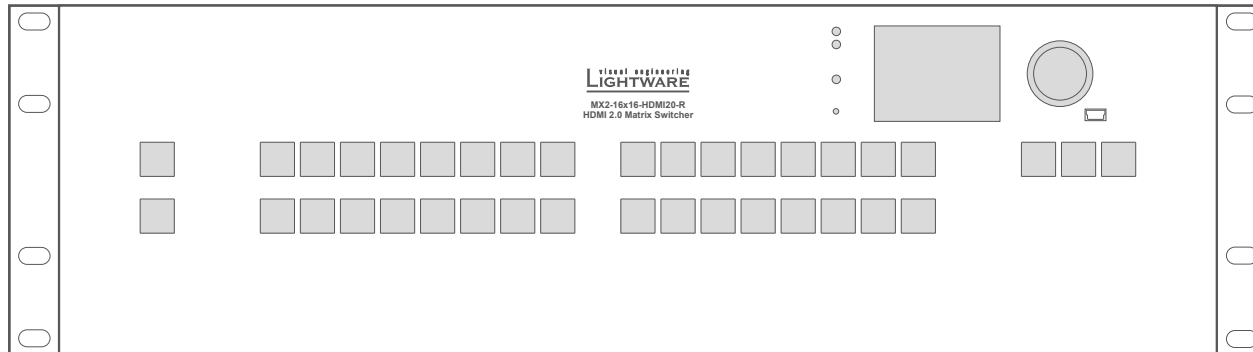 visual engineering
LIGHTWARE
MX2-16x16-HDMI20-R
HDMI 2.0 Matrix Switcher